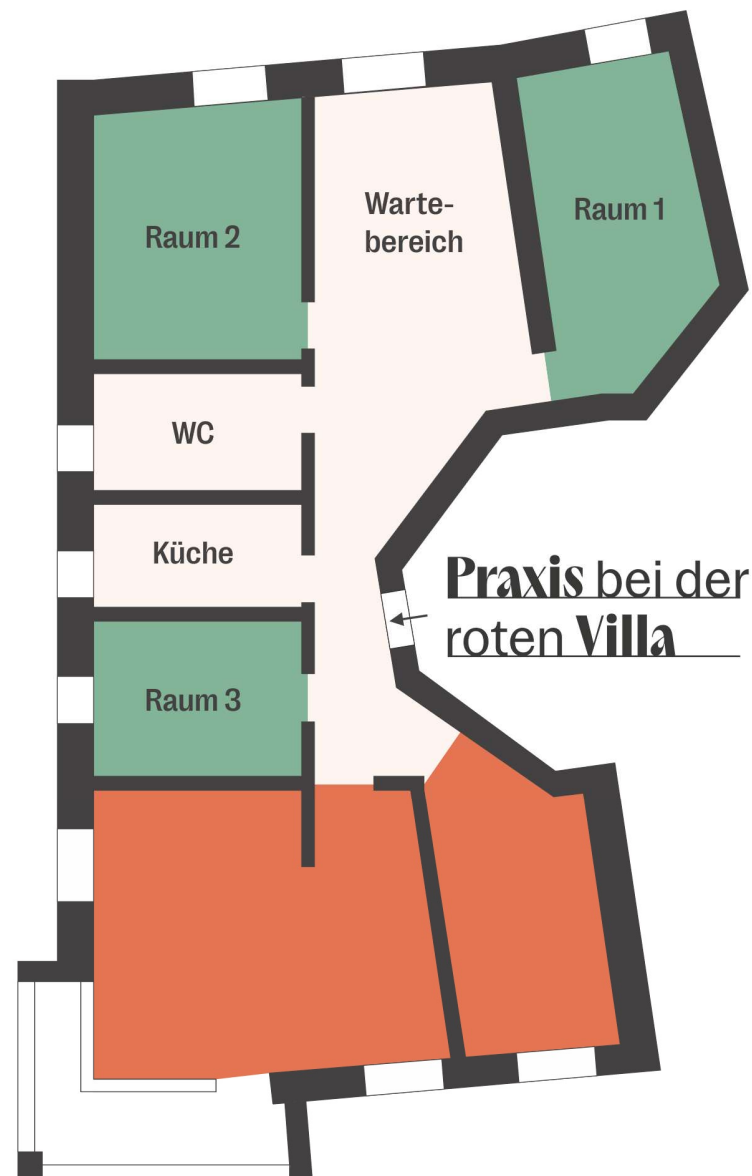 Raum 2
Warte-
bereich
Raum 1
WC
Küche
Praxis bei der
roten Villa
Raum 3